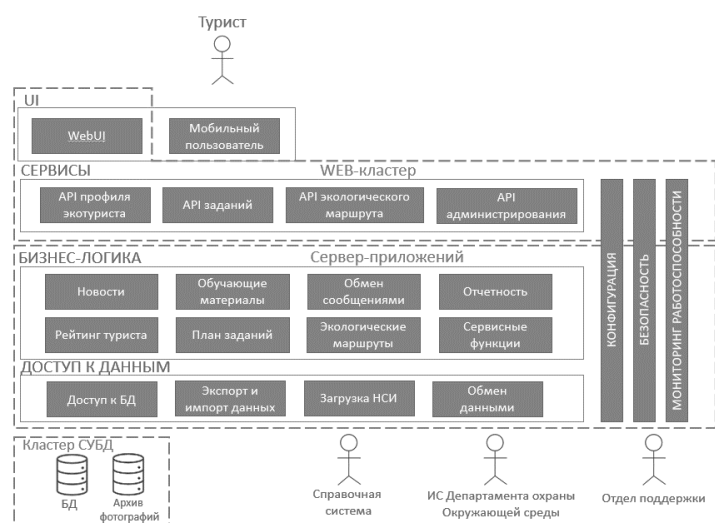 Турист
UI
WebUI
Мобильный
пользователь
СЕРВИСЫ
WEB-кластер
API профиля
экотуриста
API заданий
API экологического
маршрута
API
администрирования
БИЗНЕС-ЛОГИКА
Сервер-приложений
Новости
Обучающие
материалы
Обмен
сообщениями
Отчетность
Рейтинг туриста
План заданий
Экологические
маршруты
Сервисные
функции
ДОСТУП К ДАННЫМ
Доступ к БД
Экспорт и
импорт данных
Загрузка НСИ
Обмен
данными
КОНФИГУРАЦИЯ
БЕЗОПАСНОСТЬ
МОНИТОРИНГ РАБОТОСПОСОБНОСТИ
Кластер СУБД
БД
Архив
фотографий
Справочная
система
ИС Департамента охраны
Окружающей среды
Отдел поддержки